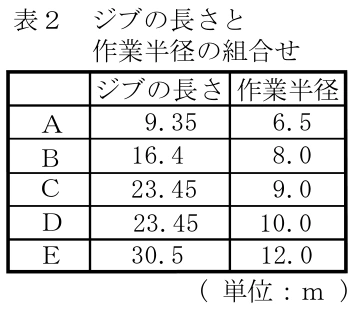 表２　ジブの長さと
作業半径の組合せ
ジブの長さ 作業半径
A 9.35 6.5
B 16.4 8.0
C 23.45 9.0
D 23.45 10.0
E 30.5 12.0
（ 単位：ｍ ）